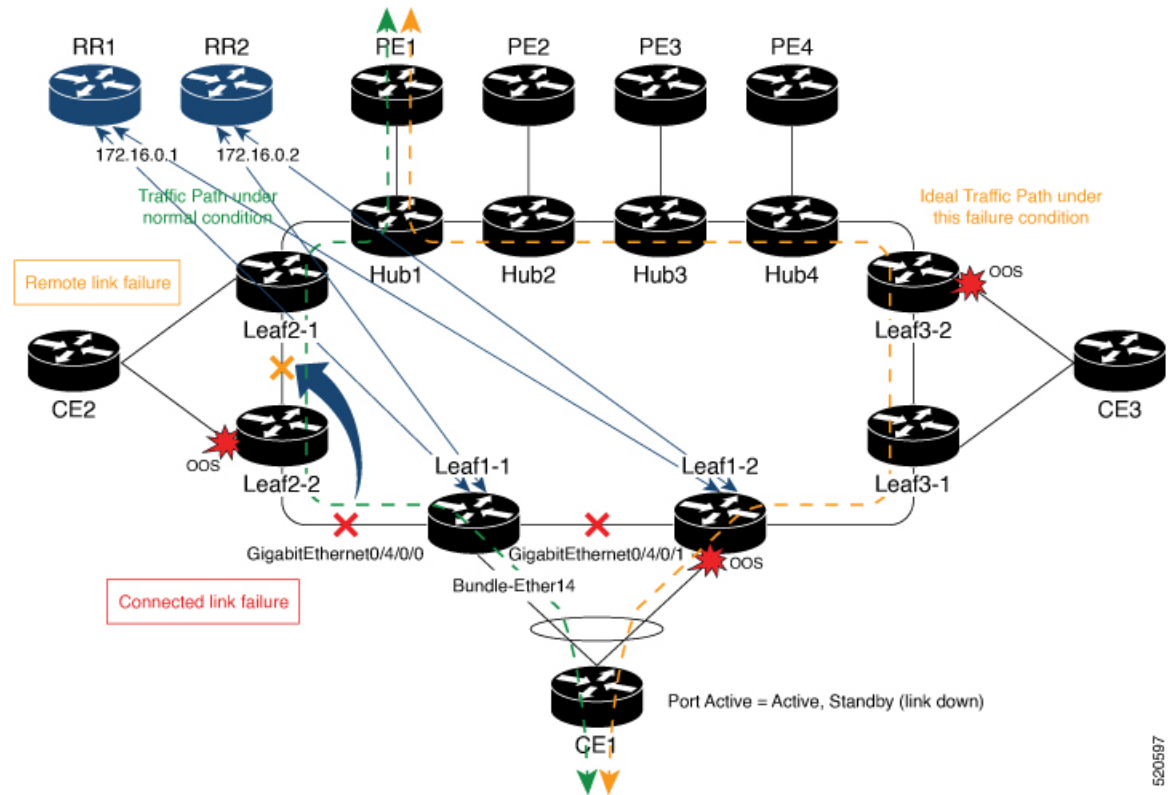 RR1
RR2
PE1
PE2
PE3
PE4
172.16.0.1
172.16.0.2
Traffic Path under
normal condition
Ideal Traffic Path under
this failure condition
Hub1
Hub2
Hub3
Hub4
OOS
Remote link failure
Leaf2-1
Leaf3-2
CE2
CE3
OOS
Leaf2-2
Leaf1-1
Leaf1-2
Leaf3-1
GigabitEthernet0/4/0/0
GigabitEthernet0/4/0/1
OOS
Bundle-Ether14
Connected link failure
Port Active = Active, Standby (link down)
CE1
520597